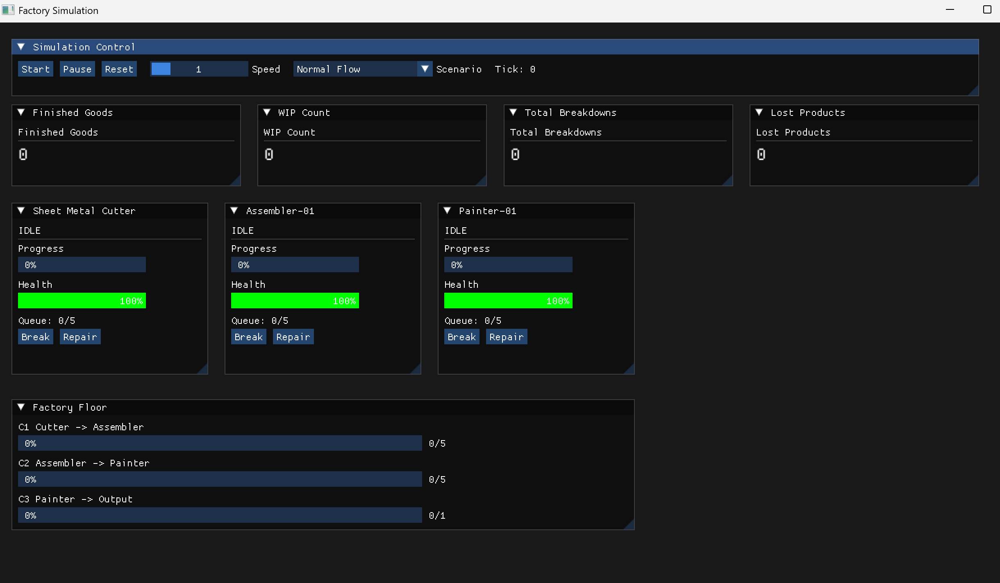 Factory Simulation
Simulation Control
Start Pause Reset 1 Speed Normal Flow Scenario Tick: 0
Finished Goods
Finished Goods
0
WIP Count
WIP Count
0
Total Breakdowns
Total Breakdowns
0
Lost Products
Lost Products
0
Sheet Metal Cutter
IDLE
Progress
0%
Health
100%
Queue: 0/5
Break Repair
Assembler-01
IDLE
Progress
0%
Health
100%
Queue: 0/5
Break Repair
Painter-01
IDLE
Progress
0%
Health
100%
Queue: 0/5
Break Repair
Factory Floor
C1 Cutter -> Assembler
0% 0/5
C2 Assembler -> Painter
0% 0/5
C3 Painter -> Output
0% 0/1